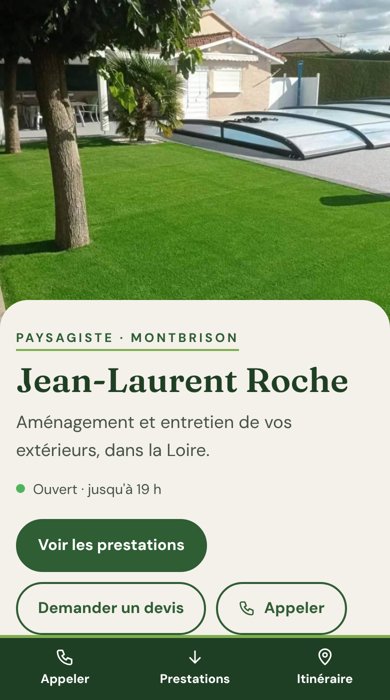 PAYSAGISTE · MONTBRISON
Jean-Laurent Roche
Aménagement et entretien de vos
extérieurs, dans la Loire.
Ouvert · jusqu'à 19 h
Voir les prestations
Demander un devis
Appeler
Appeler
Prestations
Itinéraire